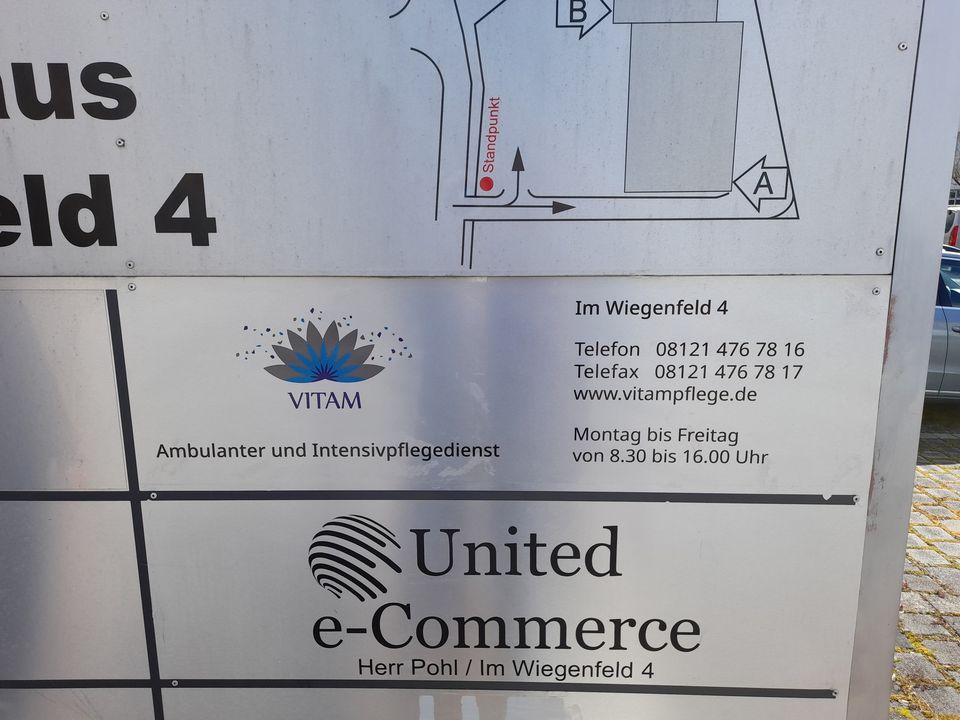 B
Standpunkt
A
4
VITAM
Ambulanter und Intensivpflegedienst
Im Wiegenfeld 4
Telefon 08121 476 78 16
Telefax 08121 476 78 17
www.vitampflege.de
Montag bis Freitag
von 8.30 bis 16.00 Uhr
United
e-Commerce
Herr Pohl / Im Wiegenfeld 4